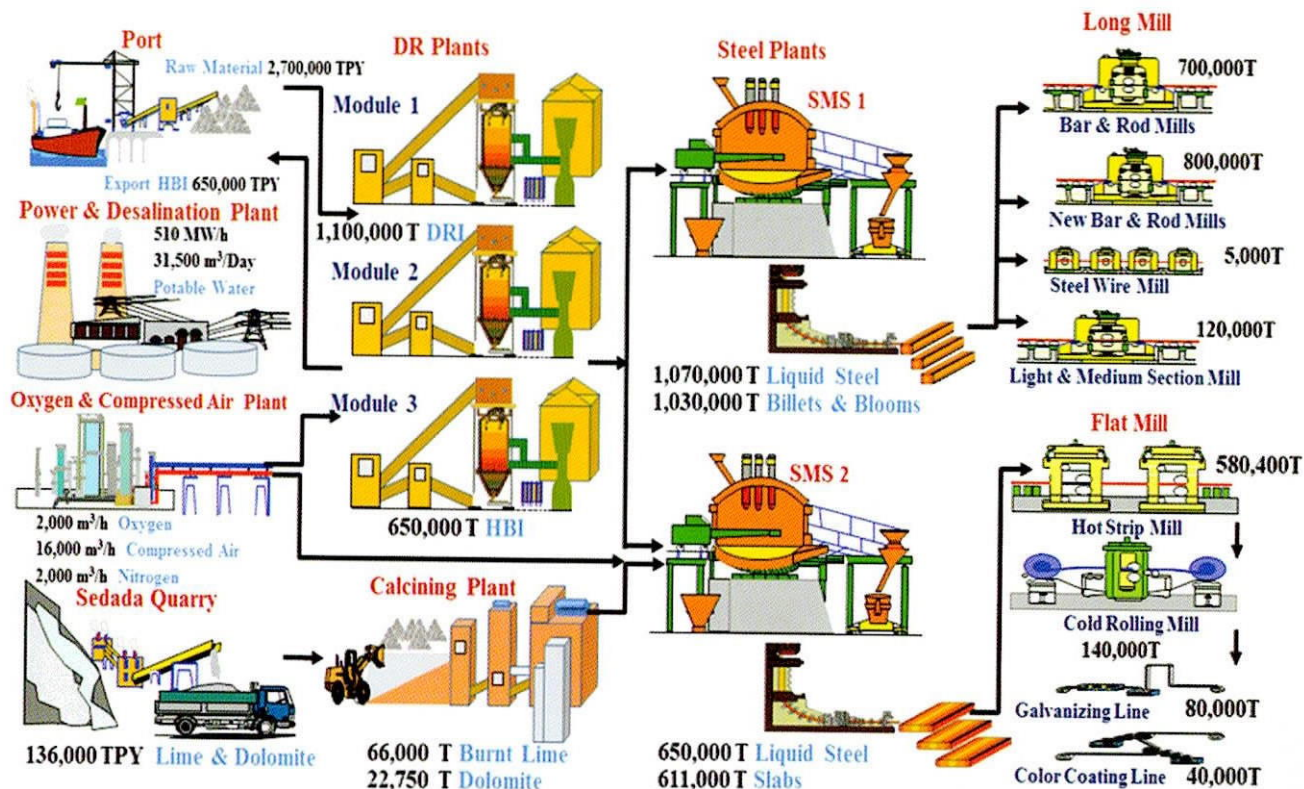 Port
Raw Material 2,700,000 TPY
Export HBI 650,000 TPY
Power & Desalination Plant
510 MW/h
31,500 m³/Day
Potable Water
Oxygen & Compressed Air Plant
2,000 m³/h Oxygen
16,000 m³/h Compressed Air
2,000 m³/h Nitrogen
Sedada Quarry
136,000 TPY Lime & Dolomite
DR Plants
Module 1
1,100,000 T DRI
Module 2
Module 3
650,000 T HBI
Calcining Plant
66,000 T Burnt Lime
22,750 T Dolomite
Steel Plants
SMS 1
1,070,000 T Liquid Steel
1,030,000 T Billets & Blooms
SMS 2
650,000 T Liquid Steel
611,000 T Slabs
Long Mill
700,000T
Bar & Rod Mills
800,000T
New Bar & Rod Mills
5,000T
Steel Wire Mill
120,000T
Light & Medium Section Mill
Flat Mill
580,400T
Hot Strip Mill
Cold Rolling Mill
140,000T
Galvanizing Line 80,000T
Color Coating Line 40,000T